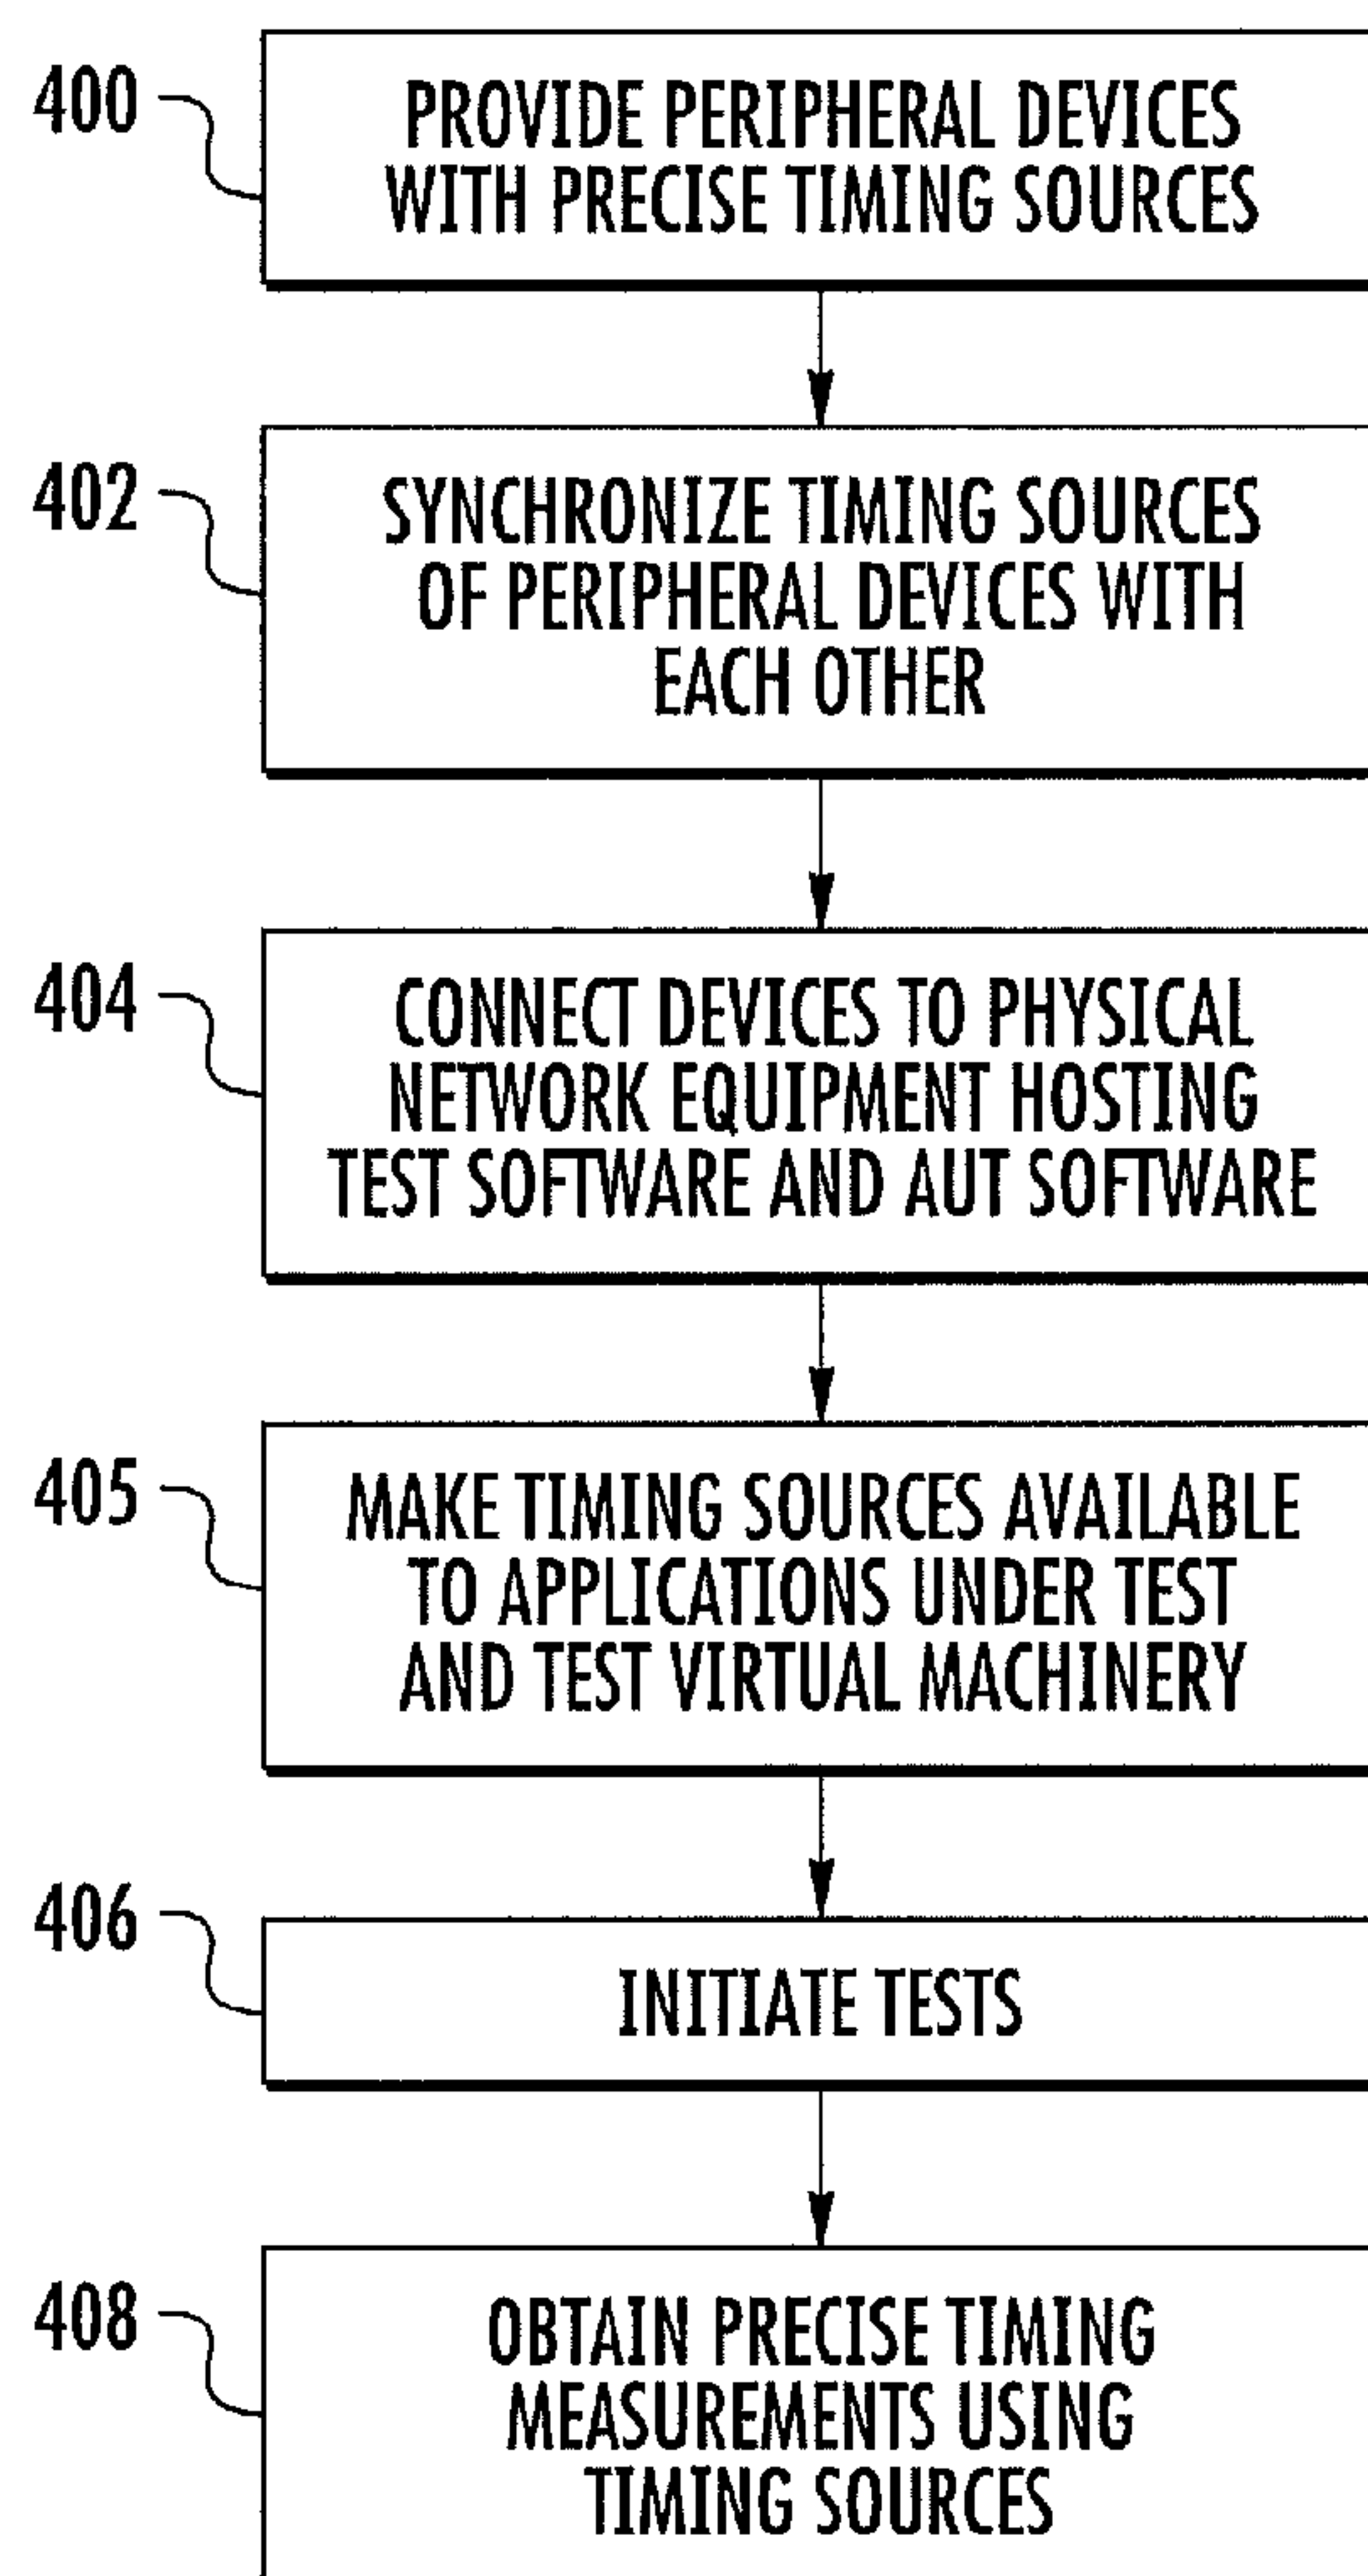 400
PROVIDE PERIPHERAL DEVICES
WITH PRECISE TIMING SOURCES
402
SYNCHRONIZE TIMING SOURCES
OF PERIPHERAL DEVICES WITH
EACH OTHER
404
CONNECT DEVICES TO PHYSICAL
NETWORK EQUIPMENT HOSTING
TEST SOFTWARE AND AUT SOFTWARE
405
MAKE TIMING SOURCES AVAILABLE
TO APPLICATIONS UNDER TEST
AND TEST VIRTUAL MACHINERY
406
INITIATE TESTS
408
OBTAIN PRECISE TIMING
MEASUREMENTS USING
TIMING SOURCES